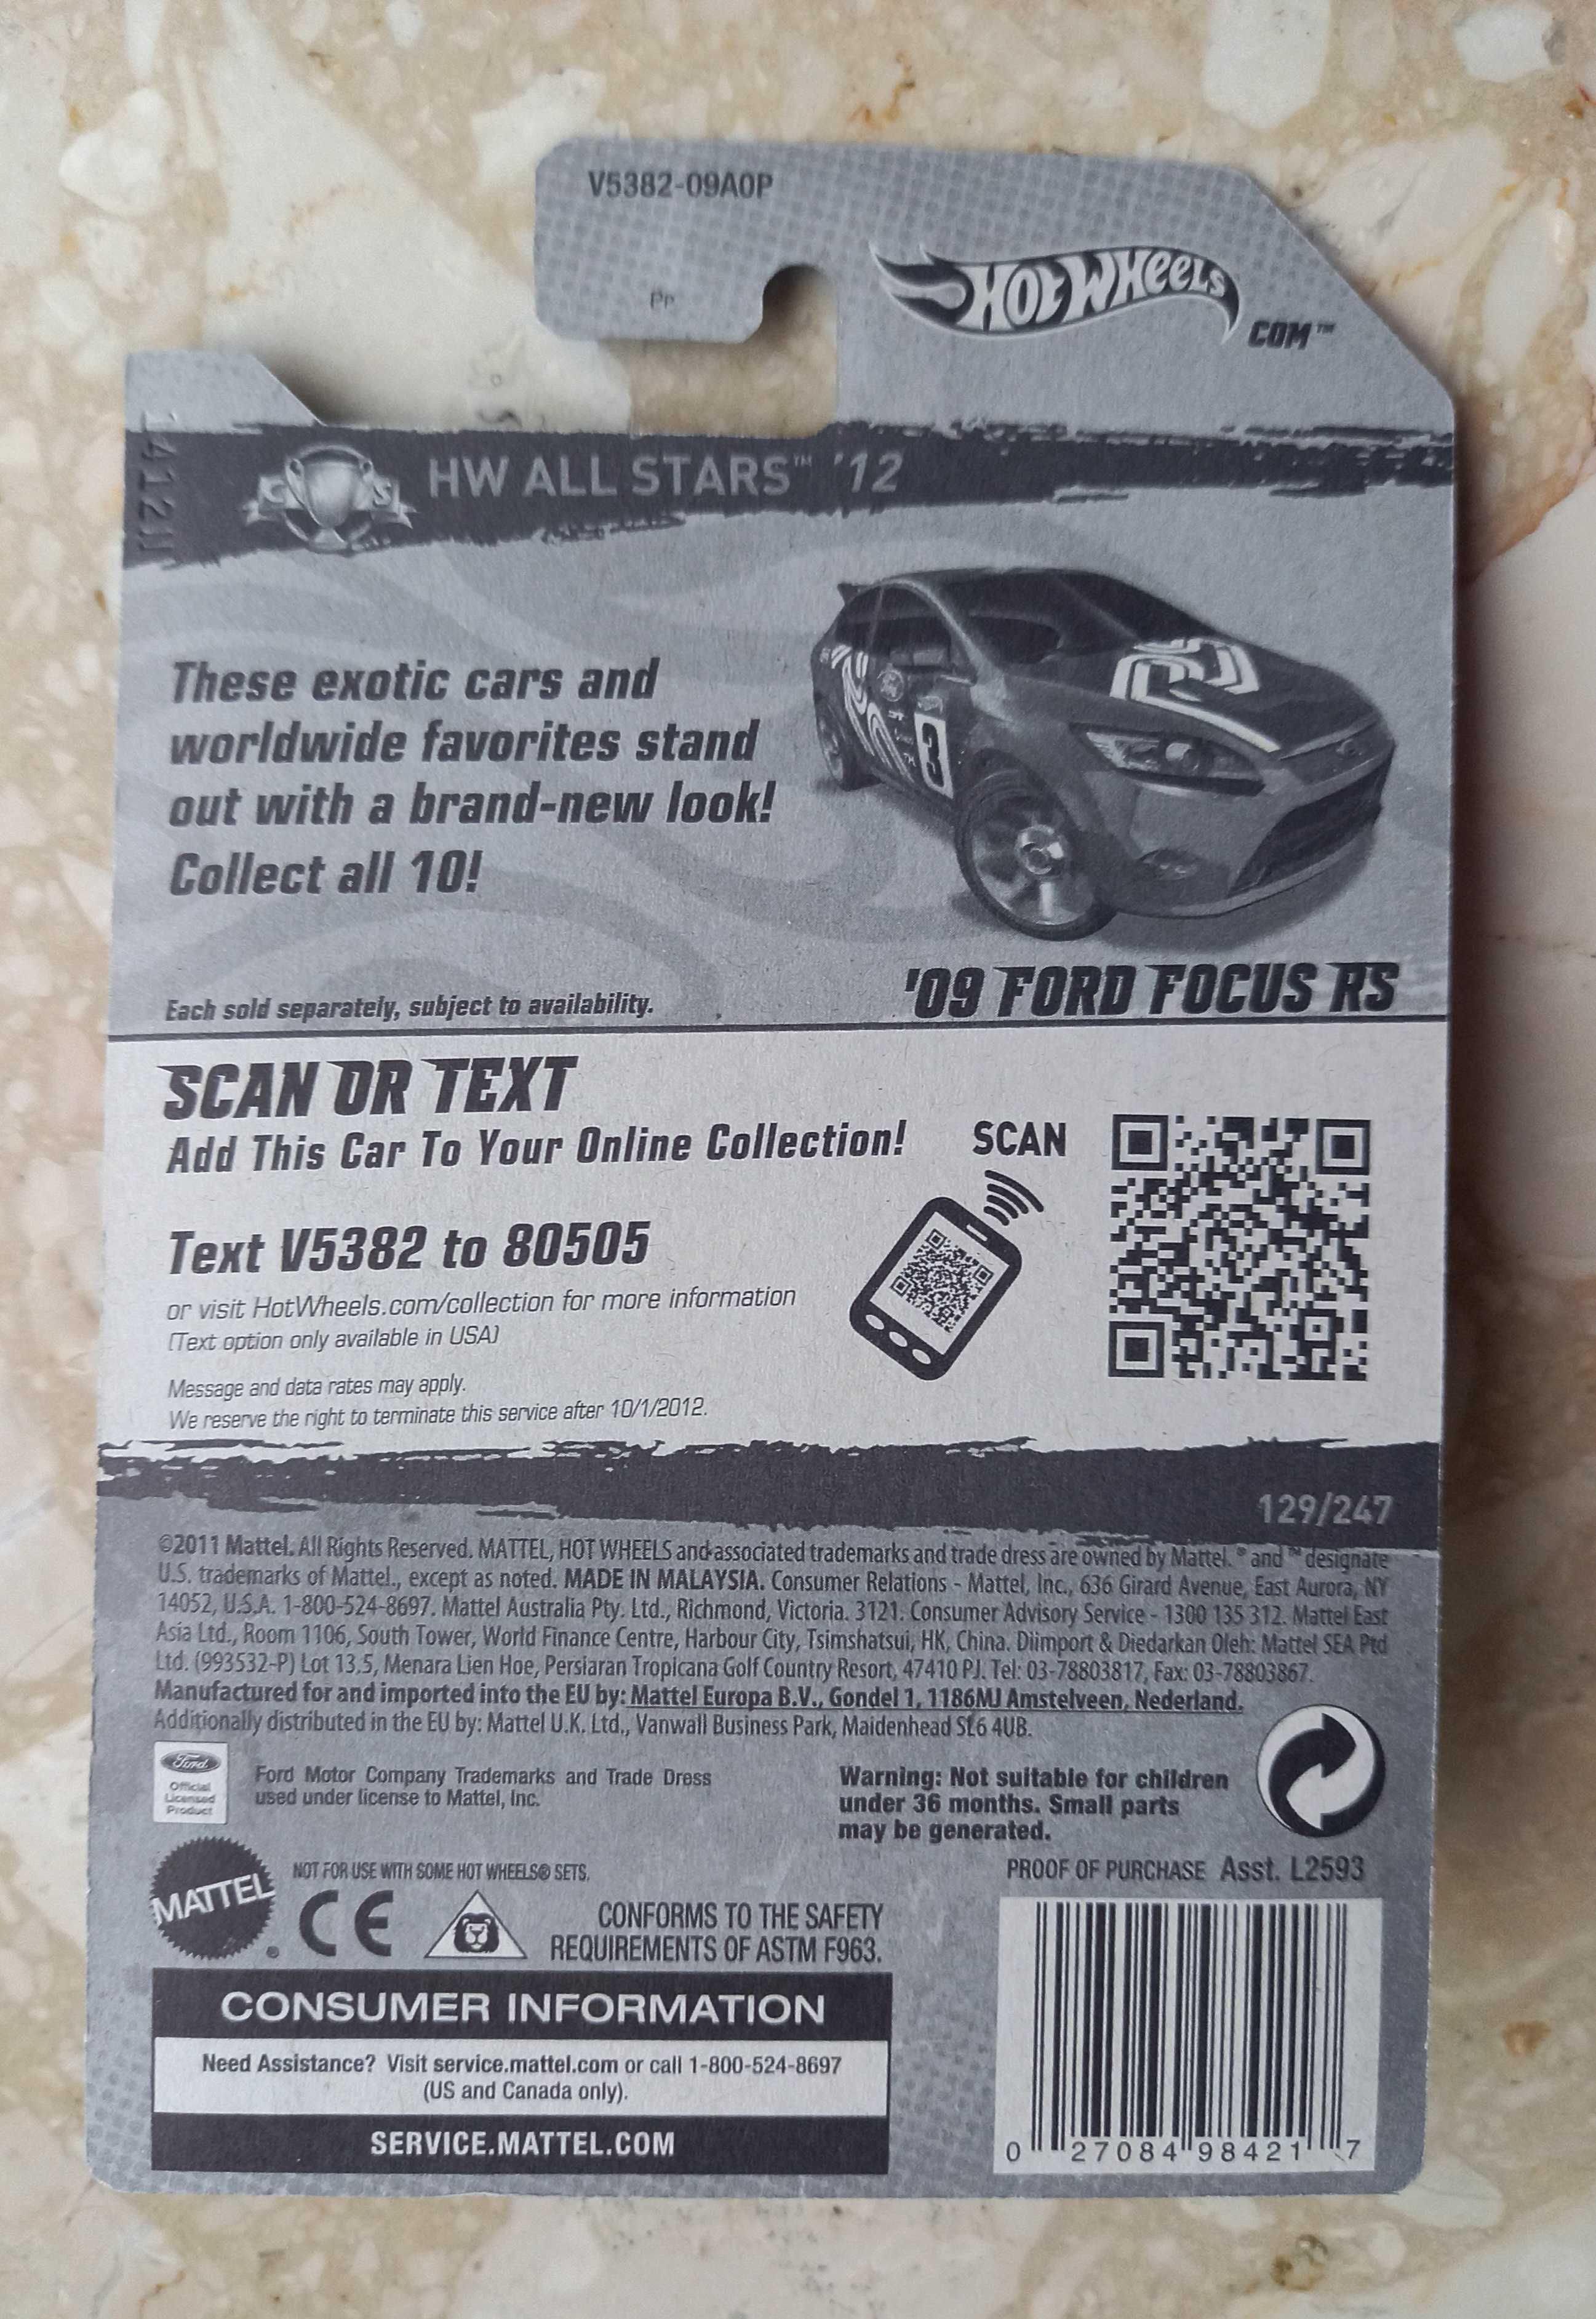 V5382-09A0P
Pr
HOT WHEELS
.COM™
HW ALL STARS™ '12
These exotic cars and
worldwide favorites stand
out with a brand-new look!
Collect all 10!
3
Each sold separately, subject to availability.
'09 FORD FOCUS RS
SCAN OR TEXT
Add This Car To Your Online Collection!
SCAN
Text V5382 to 80505
or visit HotWheels.com/collection for more information
(Text option only available in USA)
Message and data rates may apply.
We reserve the right to terminate this service after 10/1/2012.
129/247
©2011 Mattel. All Rights Reserved. MATTEL, HOT WHEELS and associated trademarks and trade dress are owned by Mattel. ® and ™ designate
U.S. trademarks of Mattel., except as noted. MADE IN MALAYSIA. Consumer Relations - Mattel, Inc., 636 Girard Avenue, East Aurora, NY
14052, U.S.A. 1-800-524-8697. Mattel Australia Pty. Ltd., Richmond, Victoria. 3121. Consumer Advisory Service - 1300 135 312. Mattel East
Asia Ltd., Room 1106, South Tower, World Finance Centre, Harbour City, Tsimshatsui, HK, China. Diimport & Diedarkan Oleh: Mattel SEA Ptd
Ltd. (993532-P) Lot 13.5, Menara Lien Hoe, Persiaran Tropicana Golf Country Resort, 47410 PJ. Tel: 03-78803817, Fax: 03-78803867.
Manufactured for and imported into the EU by: Mattel Europa B.V., Gondel 1, 1186MJ Amstelveen, Nederland.
Additionally distributed in the EU by: Mattel U.K. Ltd., Vanwall Business Park, Maidenhead SL6 4UB.
Ford
Official
Licensed
Product
Ford Motor Company Trademarks and Trade Dress
used under license to Mattel, Inc.
Warning: Not suitable for children
under 36 months. Small parts
may be generated.
MATTEL
NOT FOR USE WITH SOME HOT WHEELS® SETS.
CE
CONFORMS TO THE SAFETY
REQUIREMENTS OF ASTM F963.
PROOF OF PURCHASE Asst. L2593
CONSUMER INFORMATION
Need Assistance? Visit service.mattel.com or call 1-800-524-8697
(US and Canada only).
SERVICE.MATTEL.COM
0 27084 98421 7